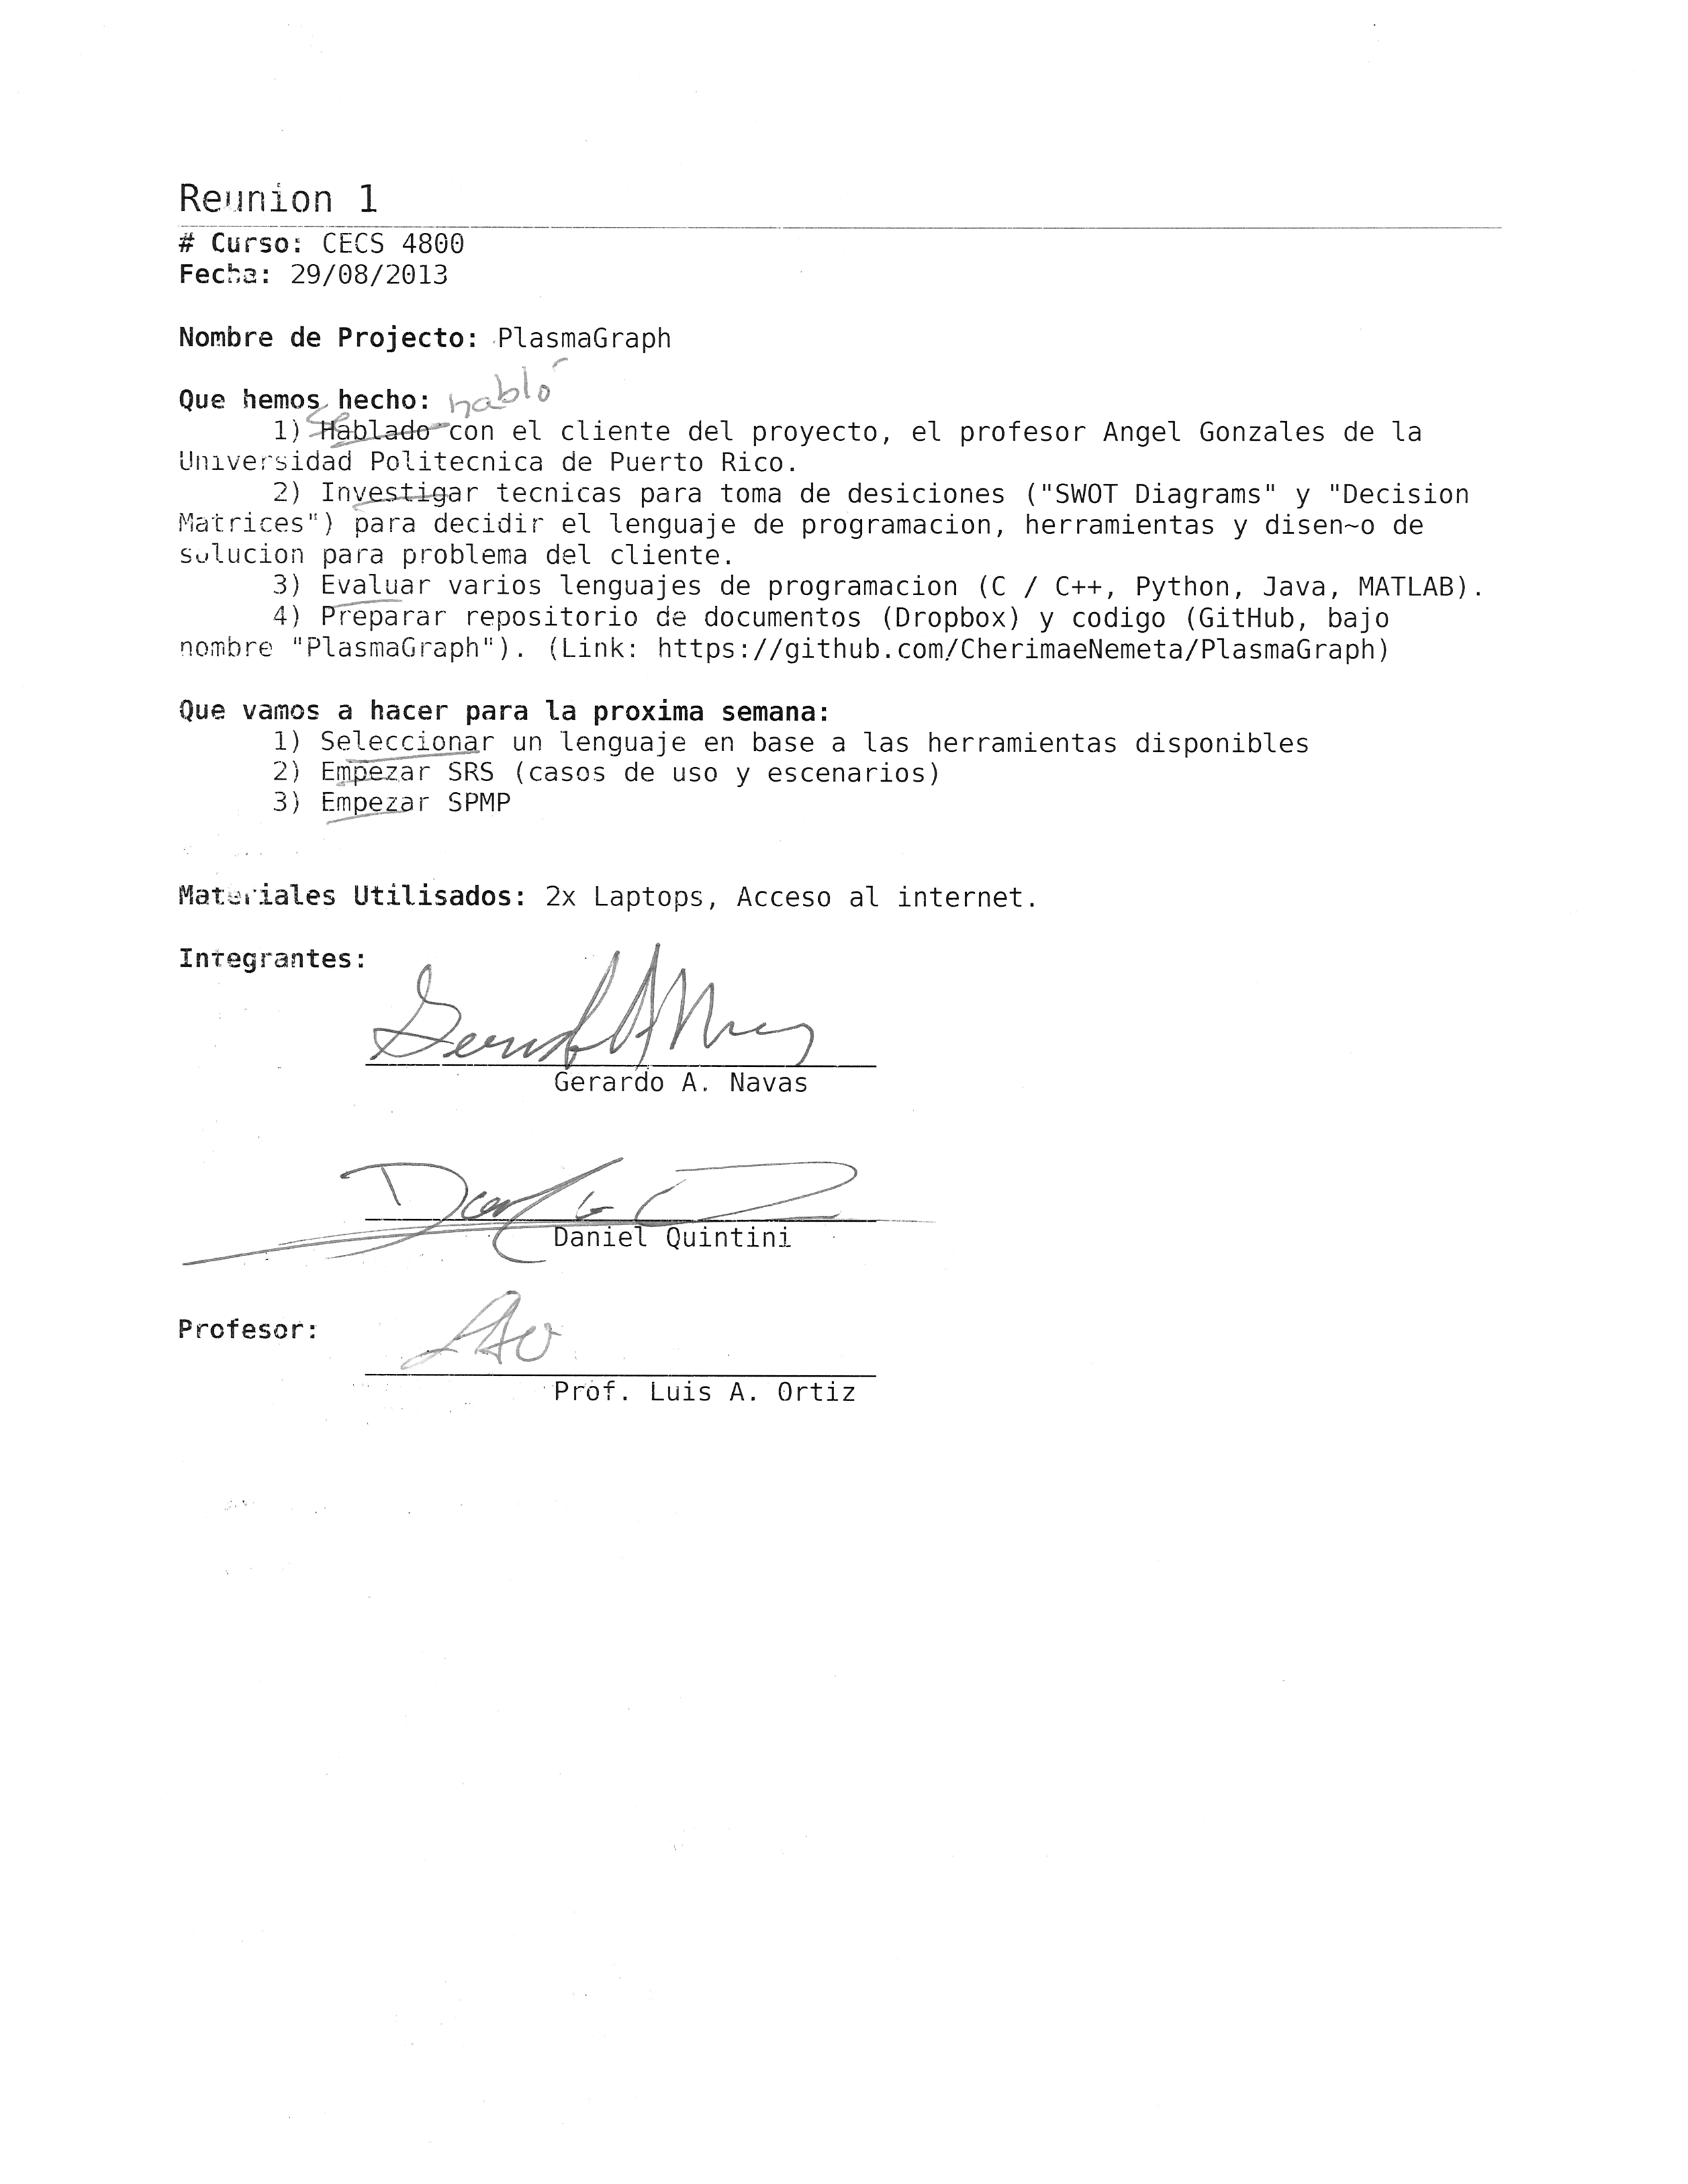 Reunion 1
# Curso: CECS 4800
Fecha: 29/08/2013
Nombre de Projecto: PlasmaGraph
Que hemos hecho: habló
se
1) Hablado con el cliente del proyecto, el profesor Angel Gonzales de la
Universidad Politecnica de Puerto Rico.
2) Investigar tecnicas para toma de desiciones ("SWOT Diagrams" y "Decision
Matrices") para decidir el lenguaje de programacion, herramientas y disen~o de
solucion para problema del cliente.
3) Evaluar varios lenguajes de programacion (C / C++, Python, Java, MATLAB).
4) Preparar repositorio de documentos (Dropbox) y codigo (GitHub, bajo
nombre "PlasmaGraph"). (Link: https://github.com/CherimaeNemeta/PlasmaGraph)
Que vamos a hacer para la proxima semana:
1) Seleccionar un lenguaje en base a las herramientas disponibles
2) Empezar SRS (casos de uso y escenarios)
3) Empezar SPMP
Materiales Utilisados: 2x Laptops, Acceso al internet.
Integrantes:
Gerardo A. Navas
Daniel Quintini
Profesor:
LAO
Prof. Luis A. Ortiz